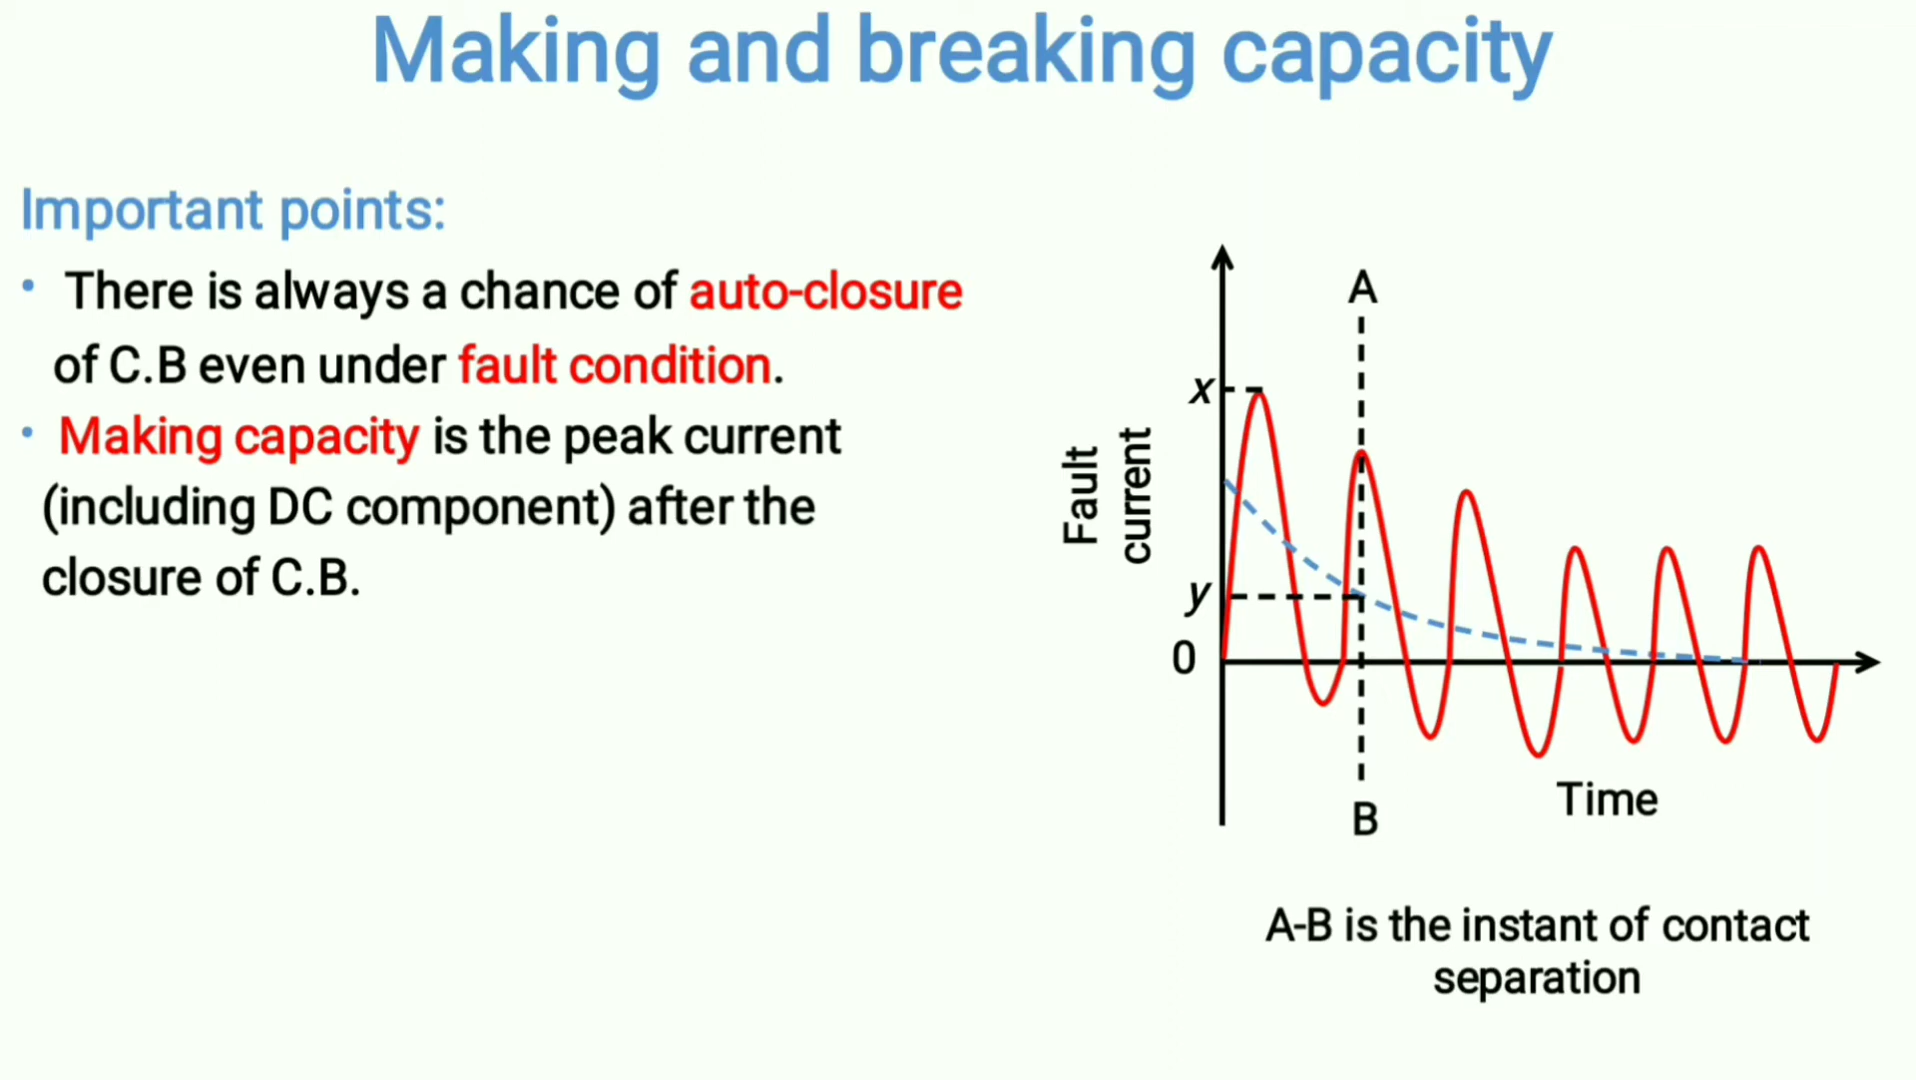 Making and breaking capacity
Important points:
• There is always a chance of auto-closure
of C.B even under fault condition.
• Making capacity is the peak current
(including DC component) after the
closure of C.B.
A
x
Fault
current
y
0
Time
B
A-B is the instant of contact
separation